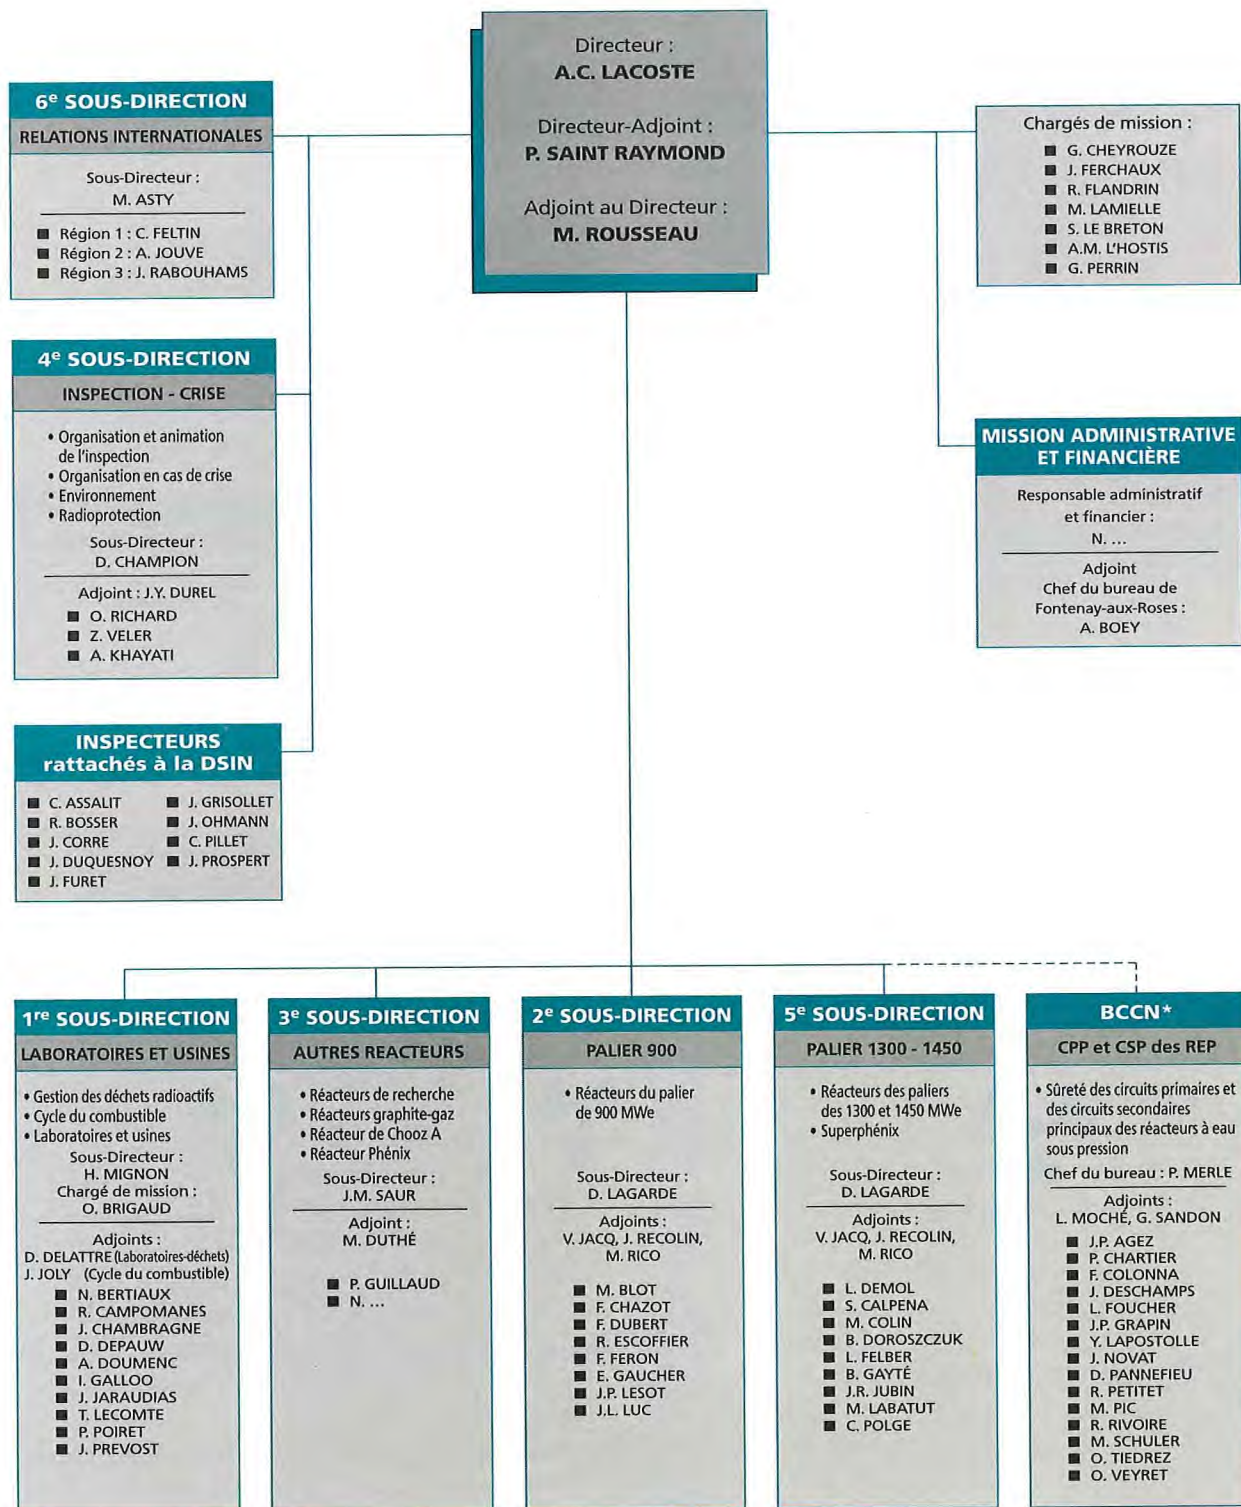 Directeur :
A.C. LACOSTE
Directeur-Adjoint :
P. SAINT RAYMOND
Adjoint au Directeur :
M. ROUSSEAU
6e SOUS-DIRECTION
RELATIONS INTERNATIONALES
Sous-Directeur :
M. ASTY
■ Région 1 : C. FELTIN
■ Région 2 : A. JOUVE
■ Région 3 : J. RABOUHAMS
Chargés de mission :
■ G. CHEYROUZE
■ J. FERCHAUX
■ R. FLANDRIN
■ M. LAMIELLE
■ S. LE BRETON
■ A.M. L'HOSTIS
■ G. PERRIN
4e SOUS-DIRECTION
INSPECTION - CRISE
• Organisation et animation
de l'inspection
• Organisation en cas de crise
• Environnement
• Radioprotection
Sous-Directeur :
D. CHAMPION
Adjoint : J.Y. DUREL
■ O. RICHARD
■ Z. VELER
■ A. KHAYATI
MISSION ADMINISTRATIVE
ET FINANCIÈRE
Responsable administratif
et financier :
N. ...
Adjoint
Chef du bureau de
Fontenay-aux-Roses :
A. BOEY
INSPECTEURS
rattachés à la DSIN
■ C. ASSALIT ■ J. GRISOLLET
■ R. BOSSER ■ J. OHMANN
■ J. CORRE ■ C. PILLET
■ J. DUQUESNOY ■ J. PROSPERT
■ J. FURET
1re SOUS-DIRECTION
LABORATOIRES ET USINES
• Gestion des déchets radioactifs
• Cycle du combustible
• Laboratoires et usines
Sous-Directeur :
H. MIGNON
Chargé de mission :
O. BRIGAUD
Adjoints :
D. DELATTRE (Laboratoires-déchets)
J. JOLY (Cycle du combustible)
■ N. BERTIAUX
■ R. CAMPOMANES
■ J. CHAMBRAGNE
■ D. DEPAUW
■ A. DOUMENC
■ I. GALLOO
■ J. JARAUDIAS
■ T. LECOMTE
■ P. POIRET
■ J. PREVOST
3e SOUS-DIRECTION
AUTRES REACTEURS
• Réacteurs de recherche
• Réacteurs graphite-gaz
• Réacteur de Chooz A
• Réacteur Phénix
Sous-Directeur :
J.M. SAUR
Adjoint :
M. DUTHÉ
■ P. GUILLAUD
■ N. ...
2e SOUS-DIRECTION
PALIER 900
• Réacteurs du palier
de 900 MWe
Sous-Directeur :
D. LAGARDE
Adjoints :
V. JACQ, J. RECOLIN,
M. RICO
■ M. BLOT
■ F. CHAZOT
■ F. DUBERT
■ R. ESCOFFIER
■ F. FERON
■ E. GAUCHER
■ J.P. LESOT
■ J.L. LUC
5e SOUS-DIRECTION
PALIER 1300 - 1450
• Réacteurs des paliers
des 1300 et 1450 MWe
• Superphénix
Sous-Directeur :
D. LAGARDE
Adjoints :
V. JACQ, J. RECOLIN,
M. RICO
■ L. DEMOL
■ S. CALPENA
■ M. COLIN
■ B. DOROSZCZUK
■ L. FELBER
■ B. GAYTÉ
■ J.R. JUBIN
■ M. LABATUT
■ C. POLGE
BCCN*
CPP et CSP des REP
• Sûreté des circuits primaires et
des circuits secondaires
principaux des réacteurs à eau
sous pression
Chef du bureau : P. MERLE
Adjoints :
L. MOCHÉ, G. SANDON
■ J.P. AGEZ
■ P. CHARTIER
■ F. COLONNA
■ J. DESCHAMPS
■ L. FOUCHER
■ J.P. GRAPIN
■ Y. LAPOSTOLLE
■ J. NOVAT
■ D. PANNEFIEU
■ R. PETITET
■ M. PIC
■ R. RIVOIRE
■ M. SCHULER
■ O. TIEDREZ
■ O. VEYRET